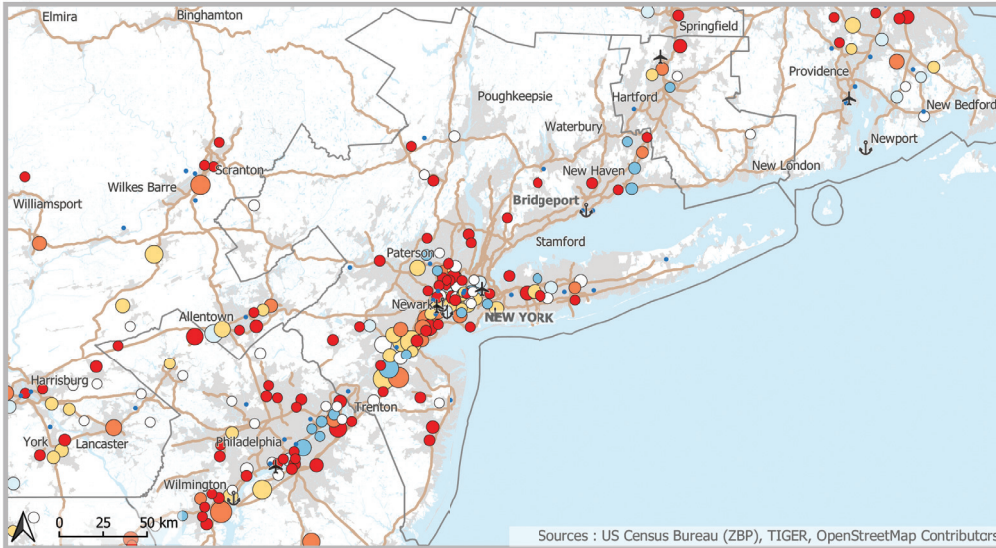 Elmira
Binghamton
Springfield
Providence
Poughkeepsie
Hartford
New Bedford
Waterbury
Newport
Scranton
New London
Wilkes Barre
New Haven
Williamsport
Bridgeport
Stamford
Paterson
Newark
NEW YORK
Allentown
Harrisburg
Trenton
York
Lancaster
Philadelphia
Wilmington
0 25 50 km
Sources : US Census Bureau (ZBP), TIGER, OpenStreetMap Contributors